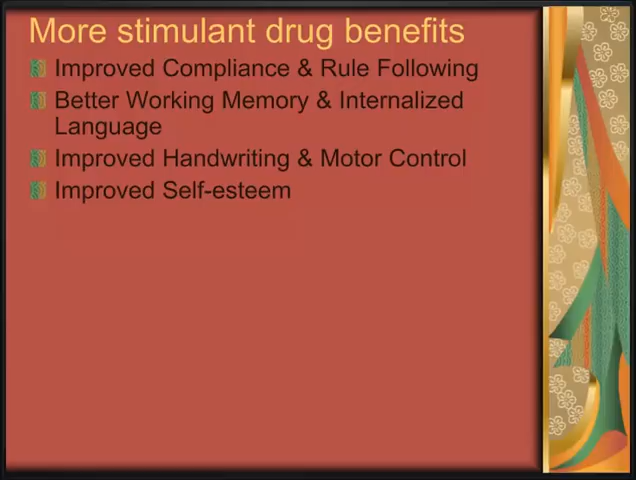 More stimulant drug benefits
Improved Compliance & Rule Following
Better Working Memory & Internalized
Language
Improved Handwriting & Motor Control
Improved Self-esteem